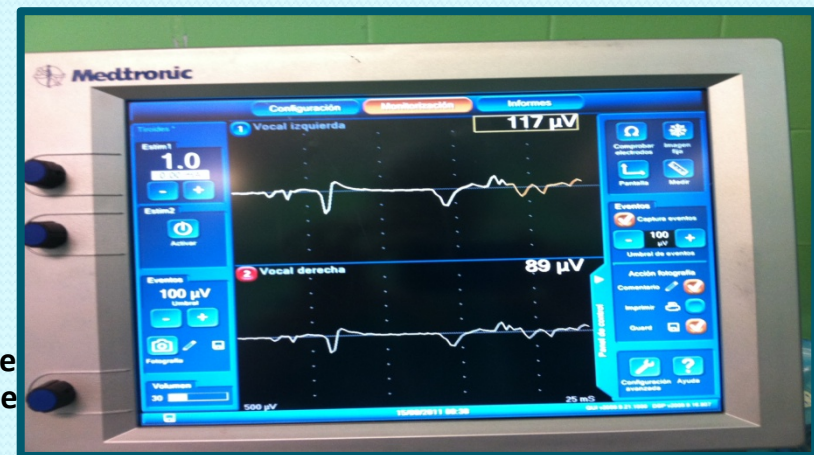 Medtronic
Configuración Monitorización Informes
Tiroides
Estim1
1.0
Estim2
Activar
Eventos
100 µV
Umbral
Fotografía
Volumen
30
1 Vocal izquierda 117 µV
2 Vocal derecha 89 µV
500 µV 25 mS
Comprobar electrodos
Imagen fija
Pantalla Medir
Eventos
Captura eventos
- 100 µV +
Umbral de eventos
Acción fotografía
Comentario
Imprimir
Guard
Panel de control
Configuración avanzada
Ayuda
e
e